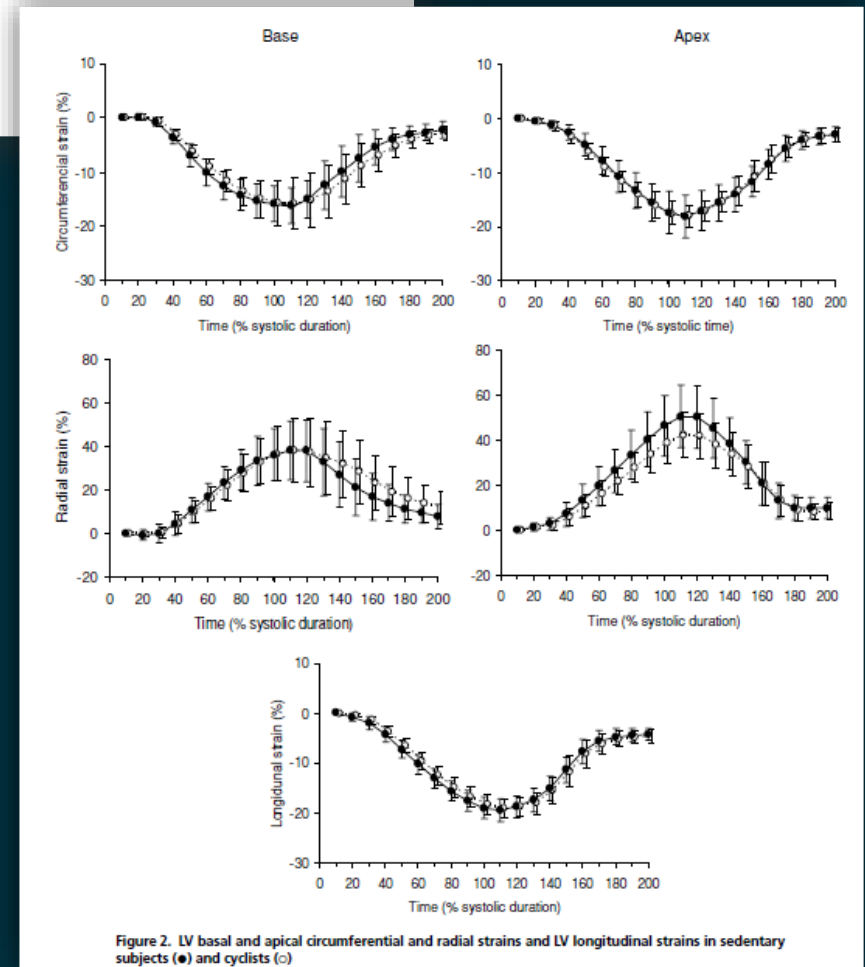 Base
Apex
10
0
-10
-20
-30
Circumferencial strain (%)
0 20 40 60 80 100 120 140 160 180 200
Time (% systolic duration)
10
0
-10
-20
-30
0 20 40 60 80 100 120 140 160 180 200
Time (% systolic time)
80
60
40
20
0
-20
Radial strain (%)
0 20 40 60 80 100 120 140 160 180 200
Time (% systolic duration)
80
60
40
20
0
-20
0 20 40 60 80 100 120 140 160 180 200
Time (% systolic duration)
10
0
-10
-20
-30
Longidunal strain (%)
0 20 40 60 80 100 120 140 160 180 200
Time (% systolic duration)
Figure 2. LV basal and apical circumferential and radial strains and LV longitudinal strains in sedentary
subjects (●) and cyclists (○)